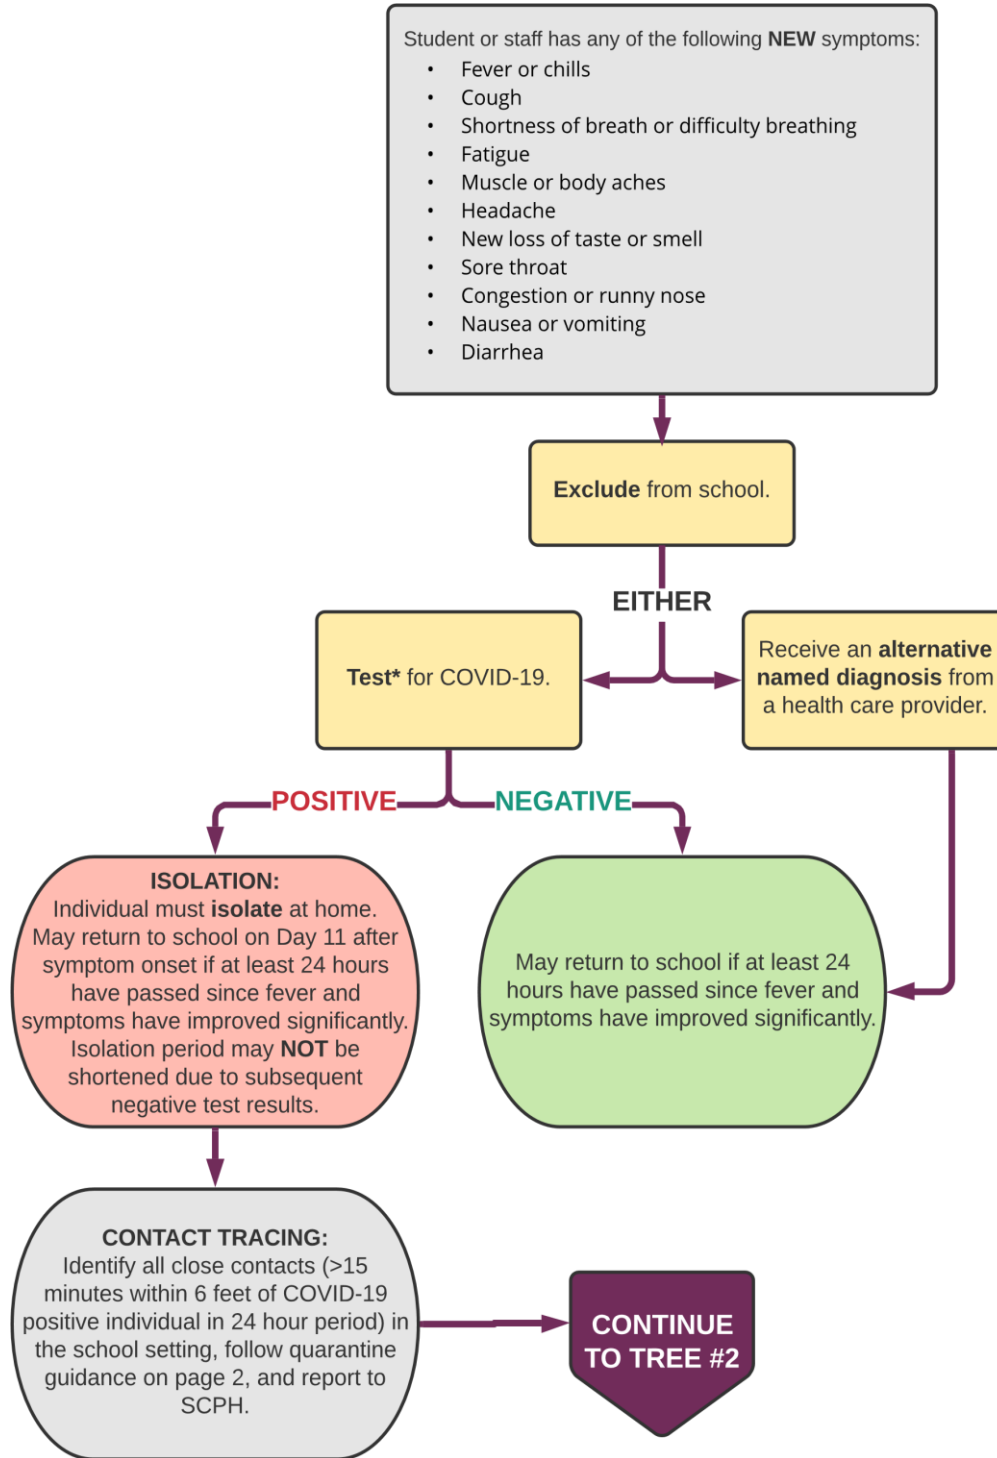 Student or staff has any of the following NEW symptoms:
• Fever or chills
• Cough
• Shortness of breath or difficulty breathing
• Fatigue
• Muscle or body aches
• Headache
• New loss of taste or smell
• Sore throat
• Congestion or runny nose
• Nausea or vomiting
• Diarrhea
Exclude from school.
EITHER
Test* for COVID-19.
Receive an alternative
named diagnosis from
a health care provider.
POSITIVE
NEGATIVE
ISOLATION:
Individual must isolate at home.
May return to school on Day 11 after
symptom onset if at least 24 hours
have passed since fever and
symptoms have improved significantly.
Isolation period may NOT be
shortened due to subsequent
negative test results.
May return to school if at least 24
hours have passed since fever and
symptoms have improved significantly.
CONTACT TRACING:
Identify all close contacts (>15
minutes within 6 feet of COVID-19
positive individual in 24 hour period) in
the school setting, follow quarantine
guidance on page 2, and report to
SCPH.
CONTINUE
TO TREE #2